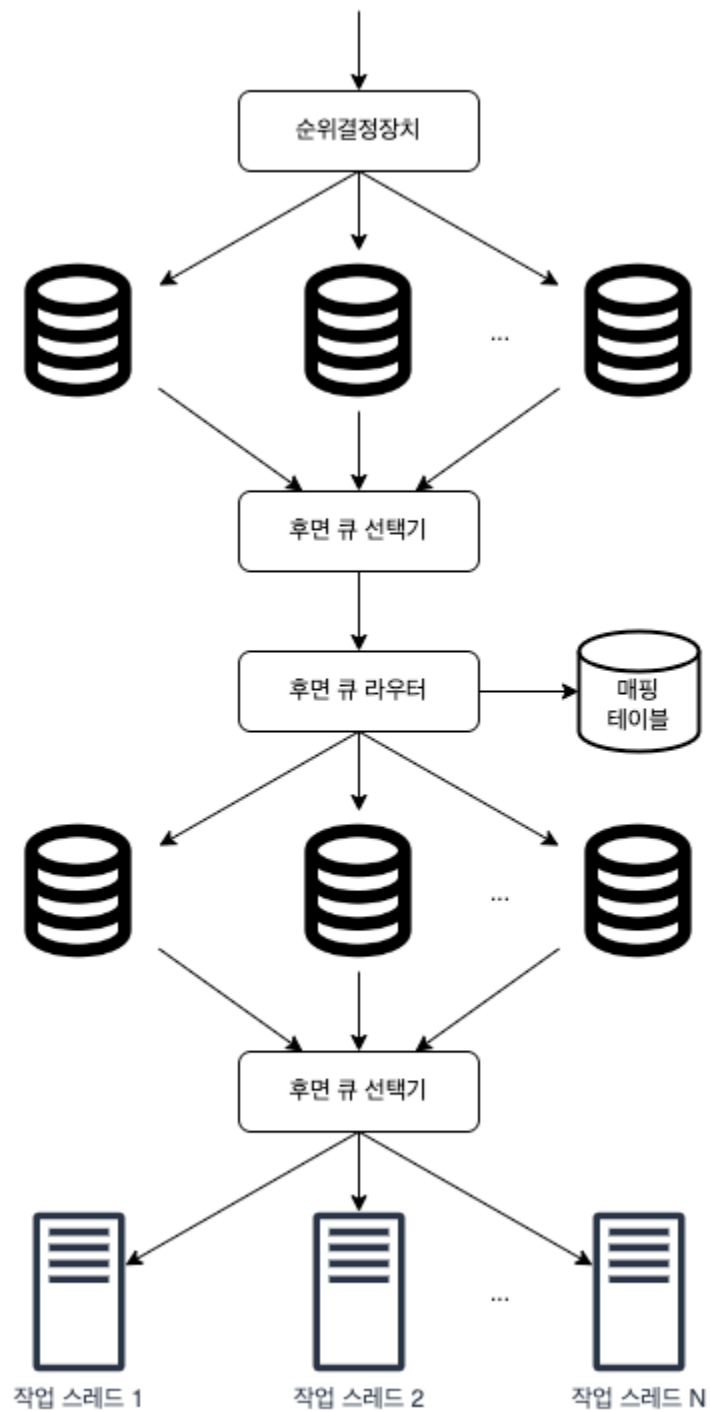 순위결정장치
...
후면 큐 선택기
후면 큐 라우터
매핑
테이블
...
후면 큐 선택기
...
작업 스레드 1
작업 스레드 2
작업 스레드 N